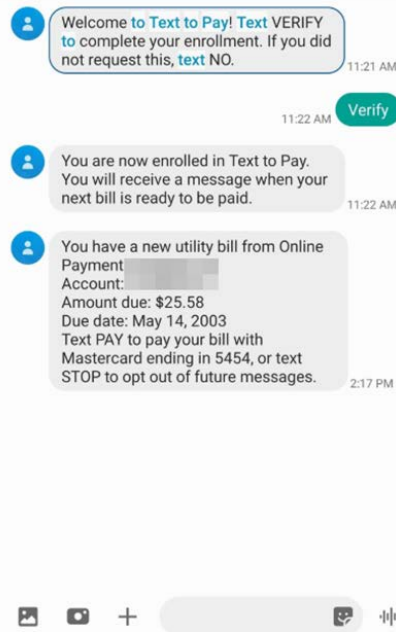 Welcome to Text to Pay! Text VERIFY
to complete your enrollment. If you did
not request this, text NO.
11:21 AM
11:22 AM
Verify
You are now enrolled in Text to Pay.
You will receive a message when your
next bill is ready to be paid.
11:22 AM
You have a new utility bill from Online
Payment
Account:
Amount due: $25.58
Due date: May 14, 2003
Text PAY to pay your bill with
Mastercard ending in 5454, or text
STOP to opt out of future messages.
2:17 PM